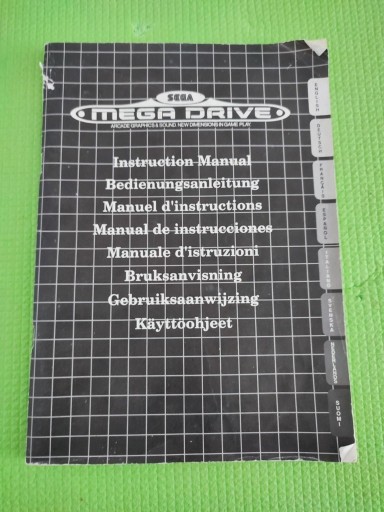 SEGA
MEGA DRIVE
ARCADE GRAPHICS & SOUND. NEW DIMENSIONS IN GAME PLAY
Instruction Manual
Bedienungsanleitung
Manuel d'instructions
Manual de instrucciones
Manuale d'istruzioni
Bruksanvisning
Gebruiksaanwijzing
Käyttöohjeet
ENGLISH
DEUTSCH
FRANÇAIS
ESPAÑOL
ITALIANO
SVENSKA
SUOMI